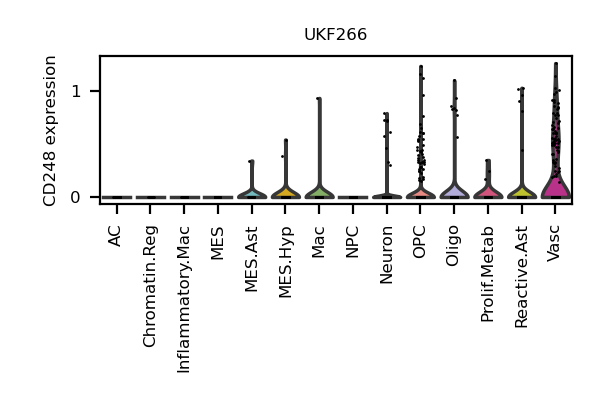 UKF266
CD248 expression
1
0
AC
Chromatin.Reg
Inflammatory.Mac
MES
MES.Ast
MES.Hyp
Mac
NPC
Neuron
OPC
Oligo
Prolif.Metab
Reactive.Ast
Vasc